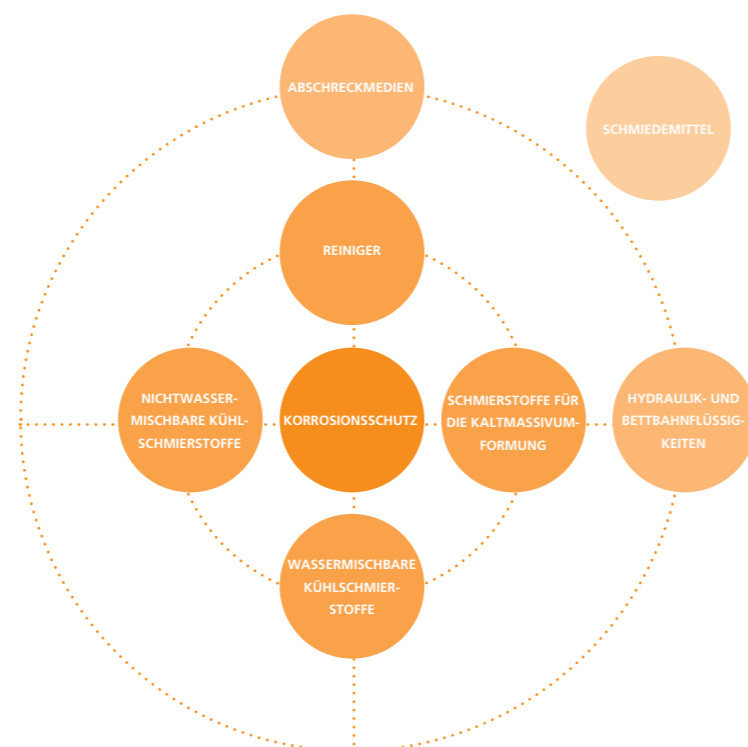 ABSCHRECKMEDIEN
SCHMIEDEMITTEL
REINIGER
NICHTWASSER-
MISCHBARE KÜHL-
SCHMIERSTOFFE
KORROSIONSSCHUTZ
SCHMIERSTOFFE FÜR
DIE KALTMASSIVUM-
FORMUNG
HYDRAULIK- UND
BETTBAHNFLÜSSIG-
KEITEN
WASSERMISCHBARE
KÜHLSCHMIER-
STOFFE